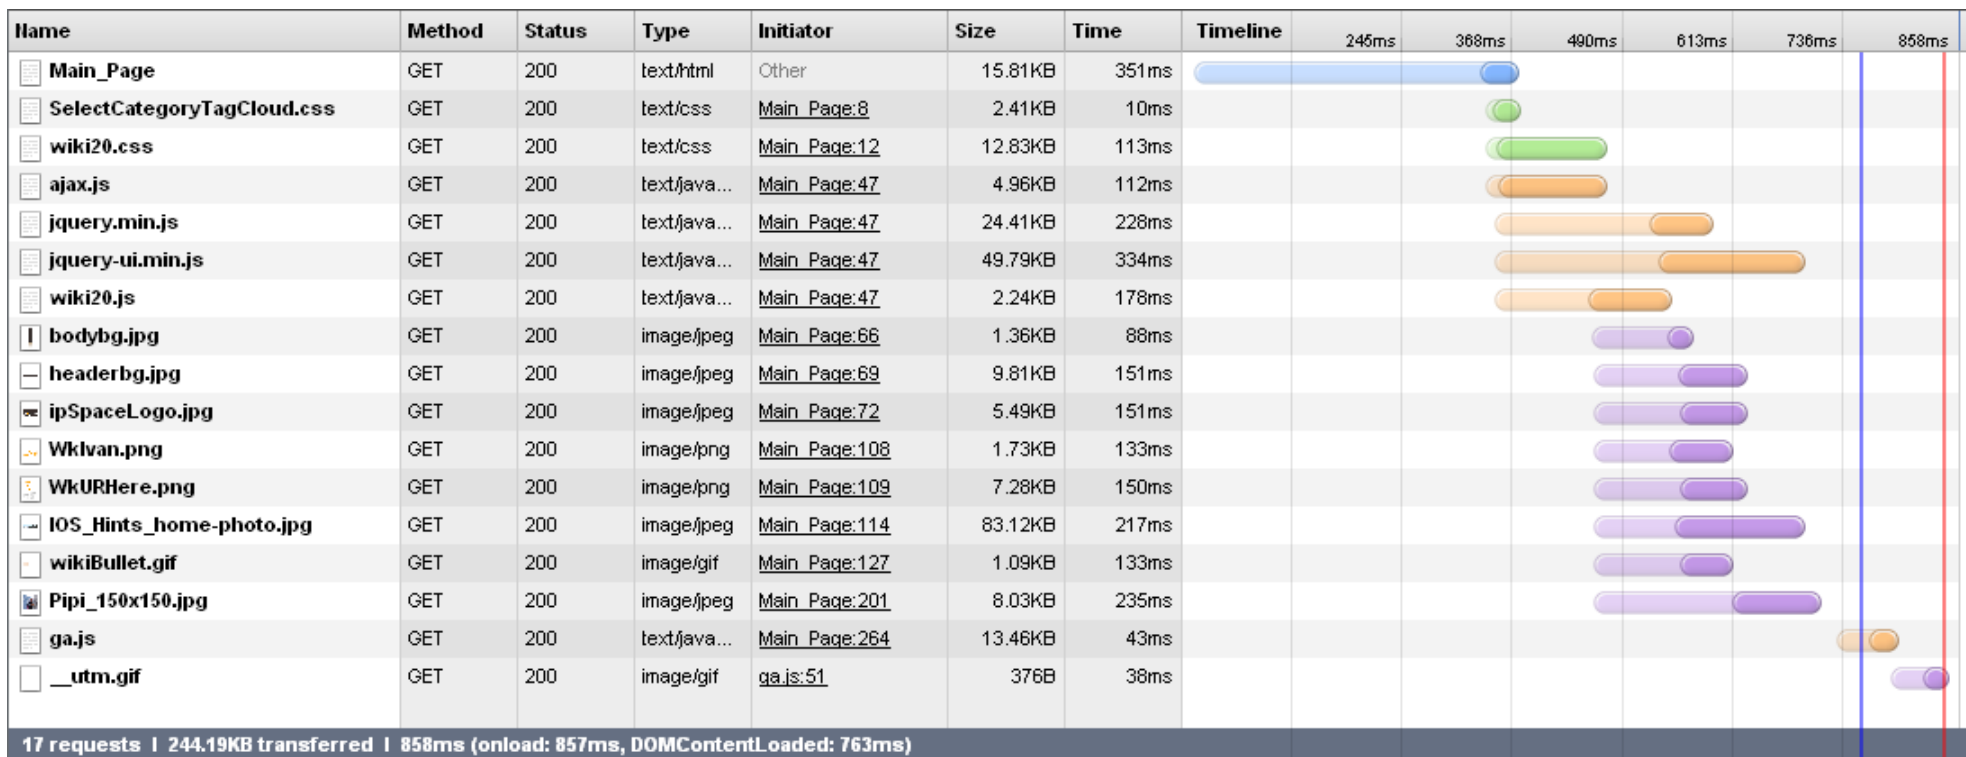 Name Method Status Type Initiator Size Time Timeline 245ms 368ms 490ms 613ms 736ms 858ms
Main_Page GET 200 text/html Other 15.81KB 351ms
SelectCategoryTagCloud.css GET 200 text/css Main_Page:8 2.41KB 10ms
wiki20.css GET 200 text/css Main_Page:12 12.83KB 113ms
ajax.js GET 200 text/java... Main_Page:47 4.96KB 112ms
jquery.min.js GET 200 text/java... Main_Page:47 24.41KB 228ms
jquery-ui.min.js GET 200 text/java... Main_Page:47 49.79KB 334ms
wiki20.js GET 200 text/java... Main_Page:47 2.24KB 178ms
bodybg.jpg GET 200 image/jpeg Main_Page:66 1.36KB 88ms
headerbg.jpg GET 200 image/jpeg Main_Page:69 9.81KB 151ms
ipSpaceLogo.jpg GET 200 image/jpeg Main_Page:72 5.49KB 151ms
WkIvan.png GET 200 image/png Main_Page:108 1.73KB 133ms
WkURHere.png GET 200 image/png Main_Page:109 7.28KB 150ms
IOS_Hints_home-photo.jpg GET 200 image/jpeg Main_Page:114 83.12KB 217ms
wikiBullet.gif GET 200 image/gif Main_Page:127 1.09KB 133ms
Pipi_150x150.jpg GET 200 image/jpeg Main_Page:201 8.03KB 235ms
ga.js GET 200 text/java... Main_Page:264 13.46KB 43ms
__utm.gif GET 200 image/gif ga.js:51 376B 38ms
17 requests | 244.19KB transferred | 858ms (onload: 857ms, DOMContentLoaded: 763ms)